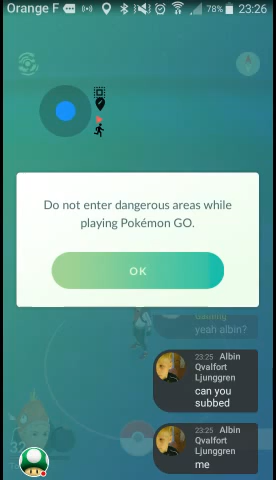 Orange F
78%
23:26
Do not enter dangerous areas while
playing Pokémon GO.
OK
yeah albin?
23:25 Albin
Qvalfort
Ljunggren
can you
subbed
23:25 Albin
Qvalfort
Ljunggren
me